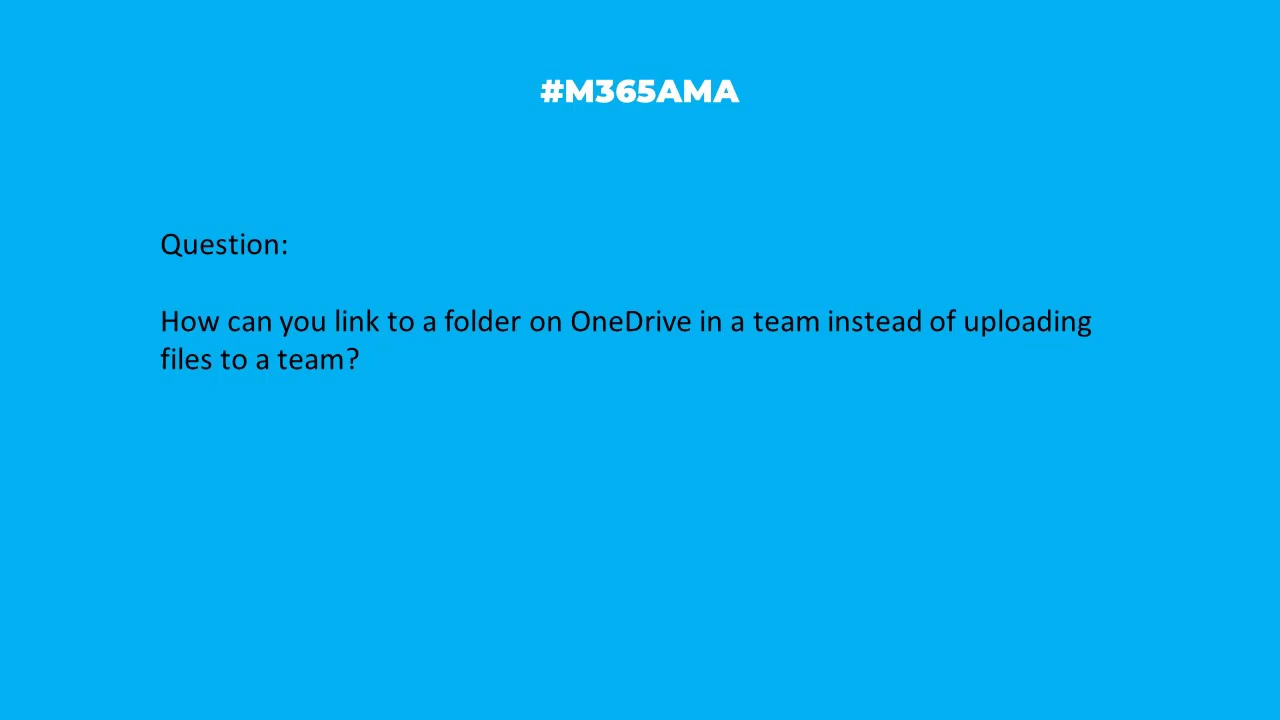 #M365AMA
Question:
How can you link to a folder on OneDrive in a team instead of uploading
files to a team?